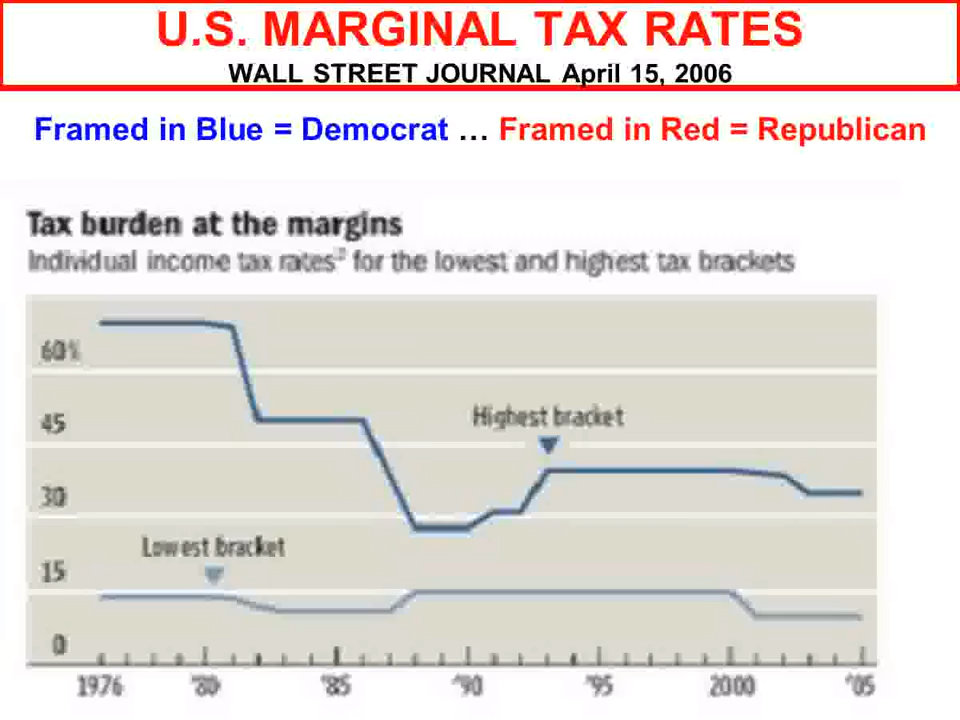 U.S. MARGINAL TAX RATES
WALL STREET JOURNAL April 15, 2006
Framed in Blue = Democrat … Framed in Red = Republican
Tax burden at the margins
Individual income tax rates² for the lowest and highest tax brackets
60%
45
Highest bracket
30
Lowest bracket
15
0
1976 '80 '85 '90 '95 2000 '05